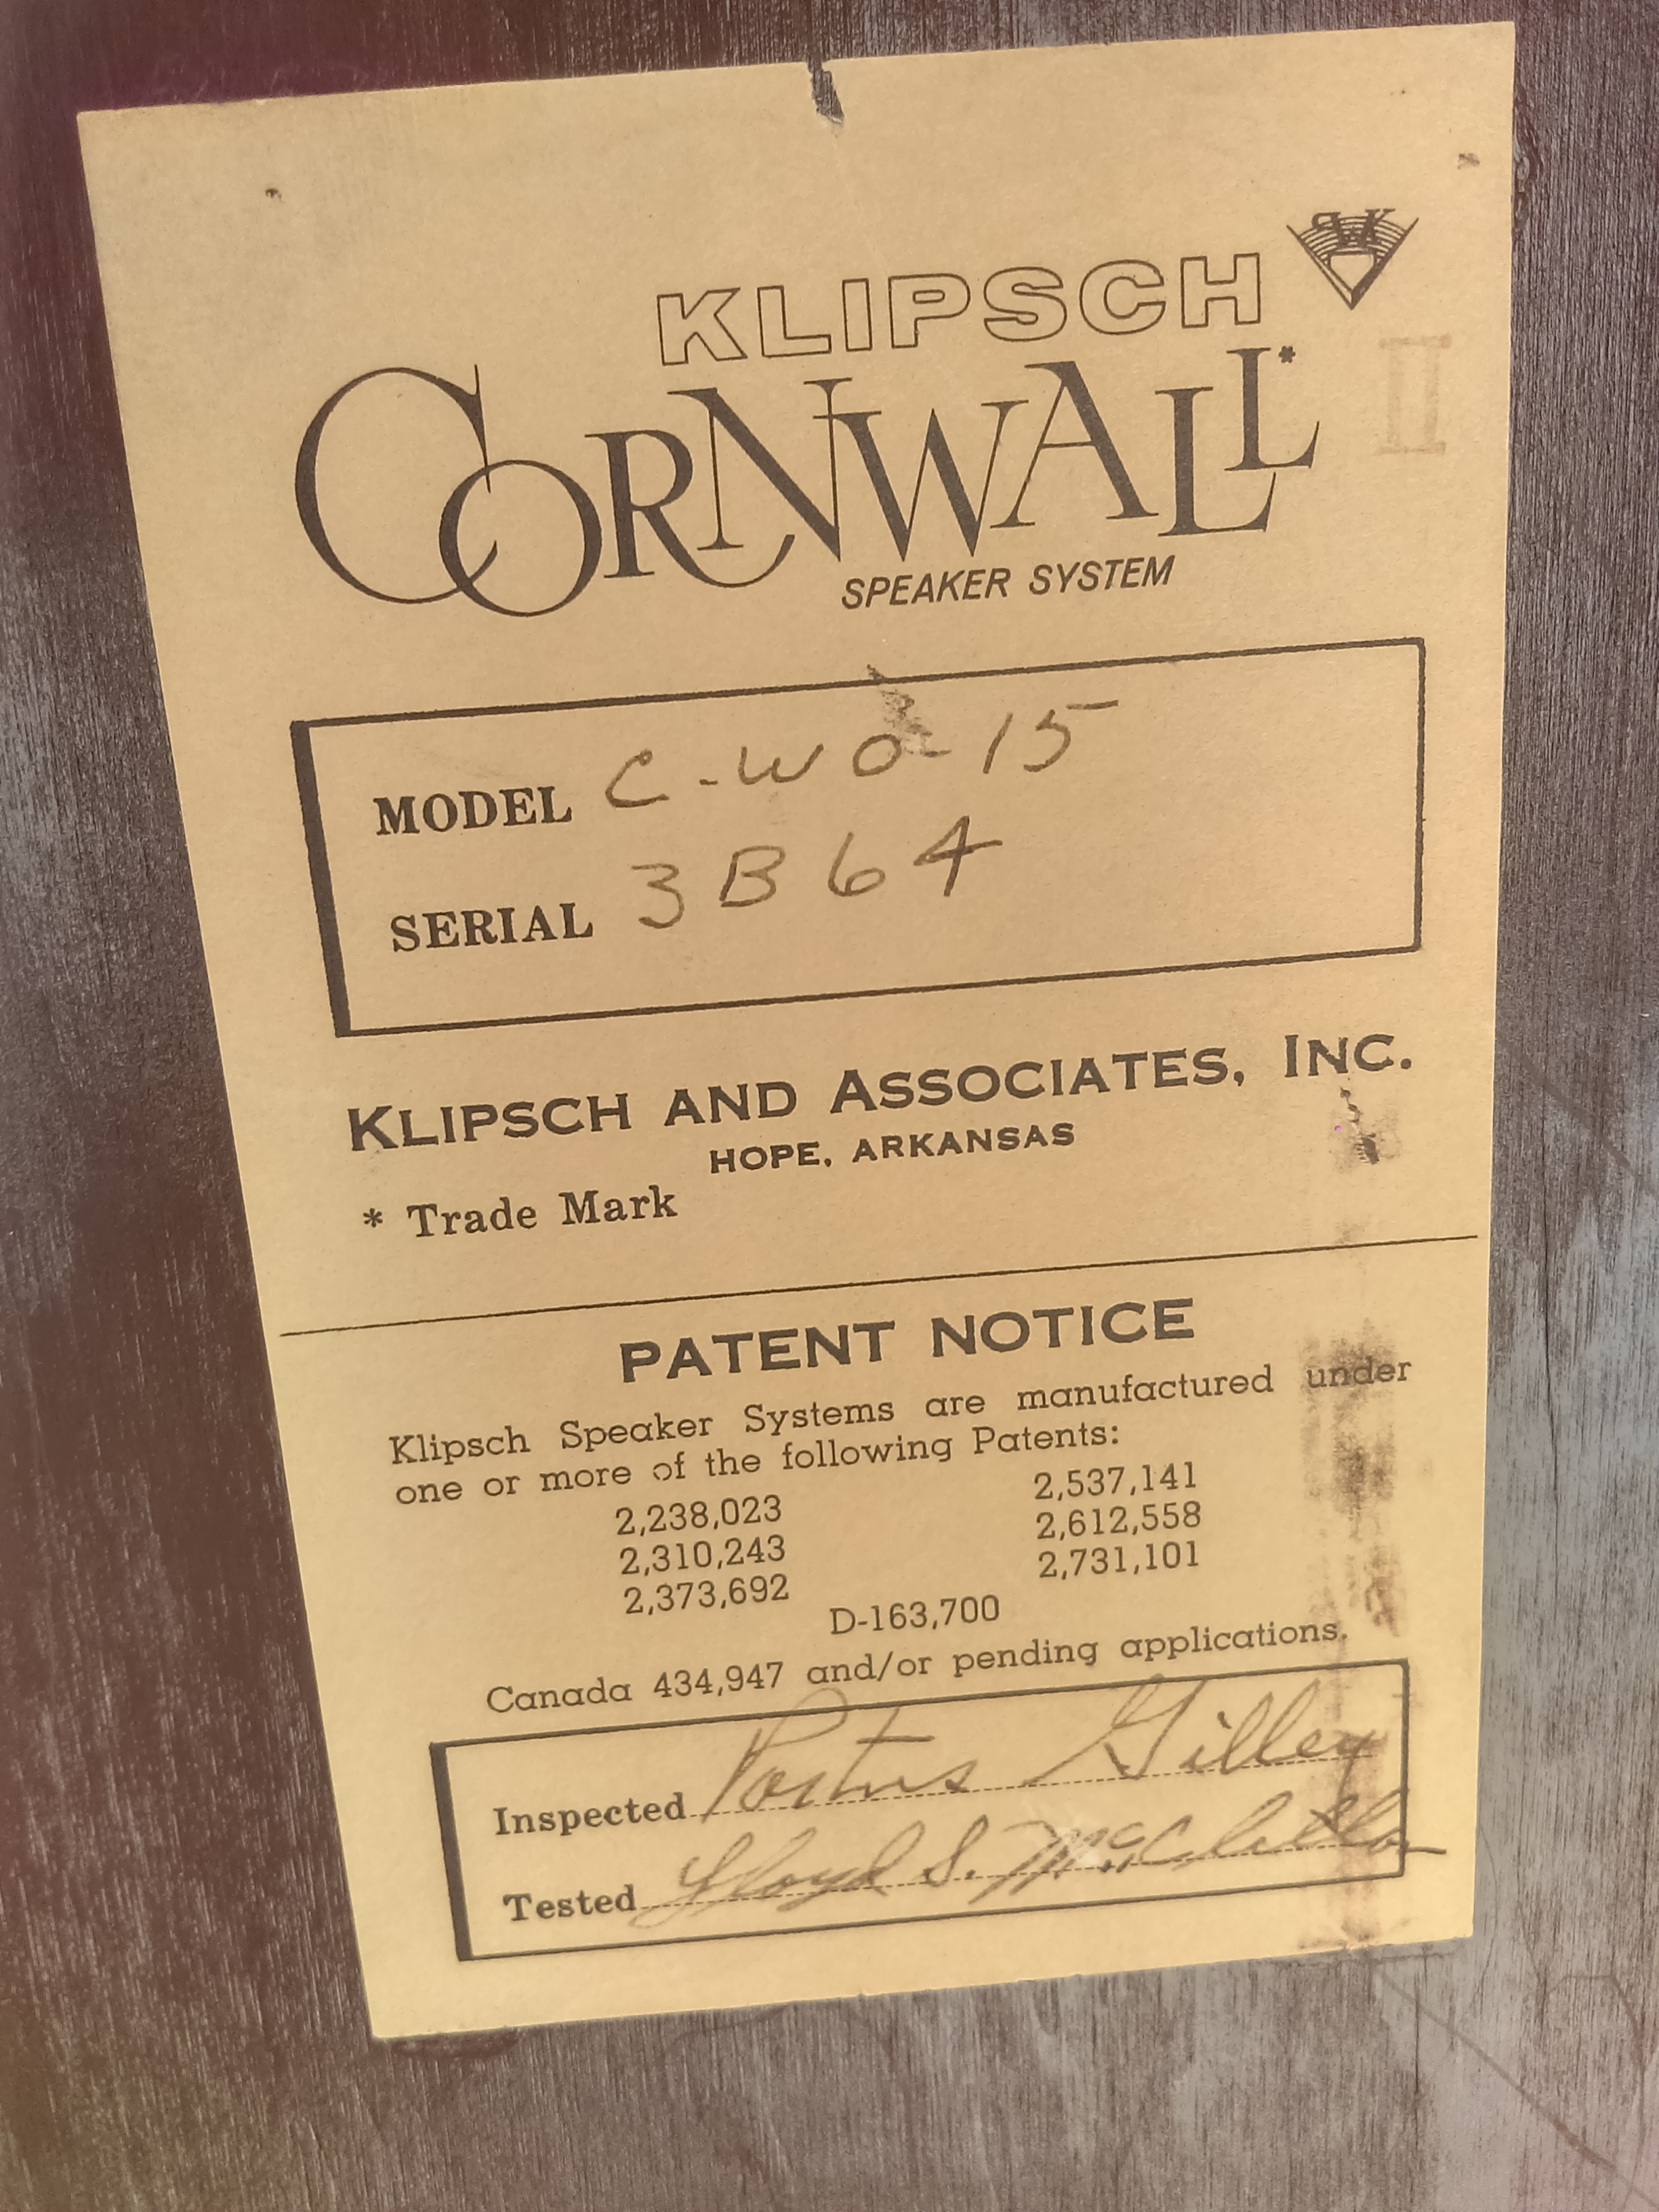 PWK
KLIPSCH
II
CORNWALL*
SPEAKER SYSTEM
MODEL C-WO-15
SERIAL 3B64
KLIPSCH AND ASSOCIATES, INC.
HOPE, ARKANSAS
* Trade Mark
PATENT NOTICE
Klipsch Speaker Systems are manufactured under
one or more of the following Patents:
2,238,023 2,537,141
2,310,243 2,612,558
2,373,692 2,731,101
D-163,700
Canada 434,947 and/or pending applications.
Inspected Portus Gilley
Tested Lloyd S. McClellan